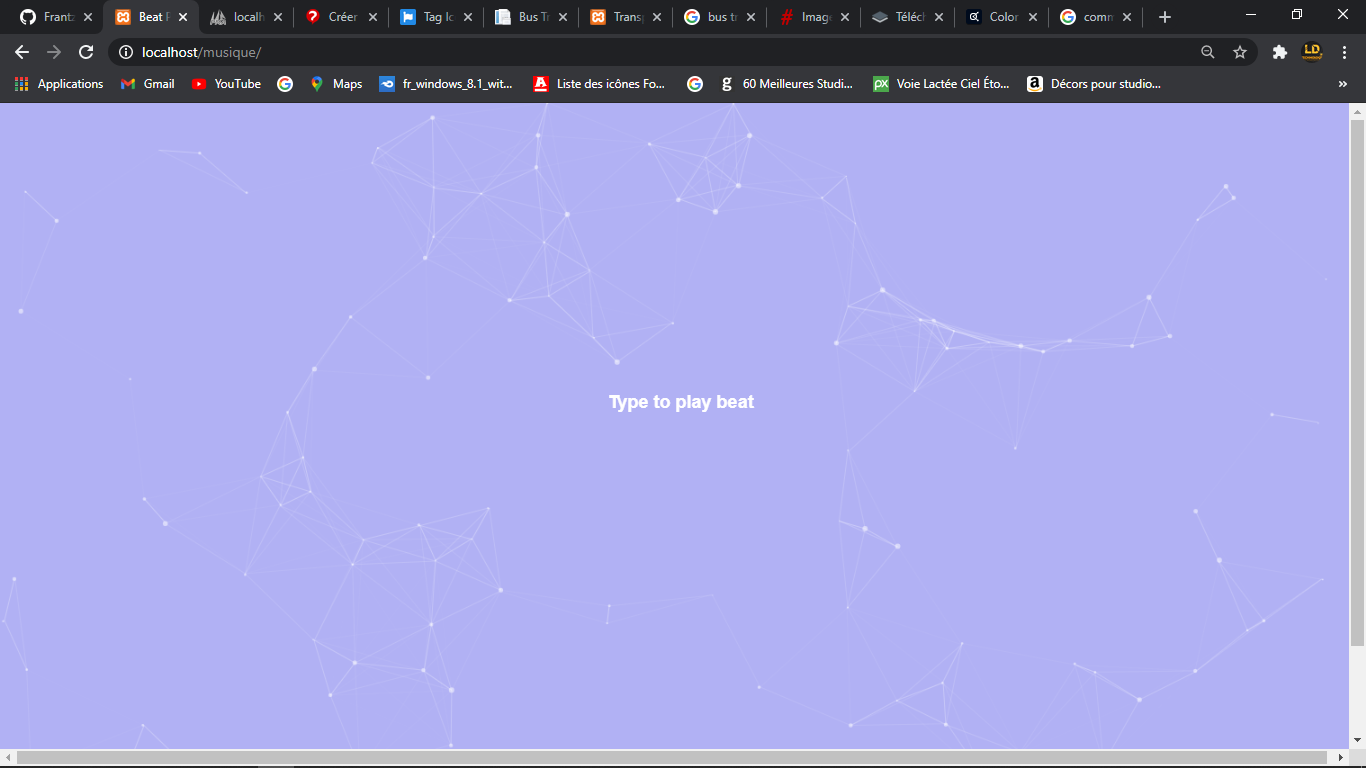 Frantz Beat P localh Créer Tag Ic Bus Tr Transp bus tr Image Téléch Color comm
localhost/musique/
LD
Applications Gmail YouTube Maps fr_windows_8.1_wit... Liste des icônes Fo... 60 Meilleures Studi... Voie Lactée Ciel Éto... Décors pour studio... »
Type to play beat